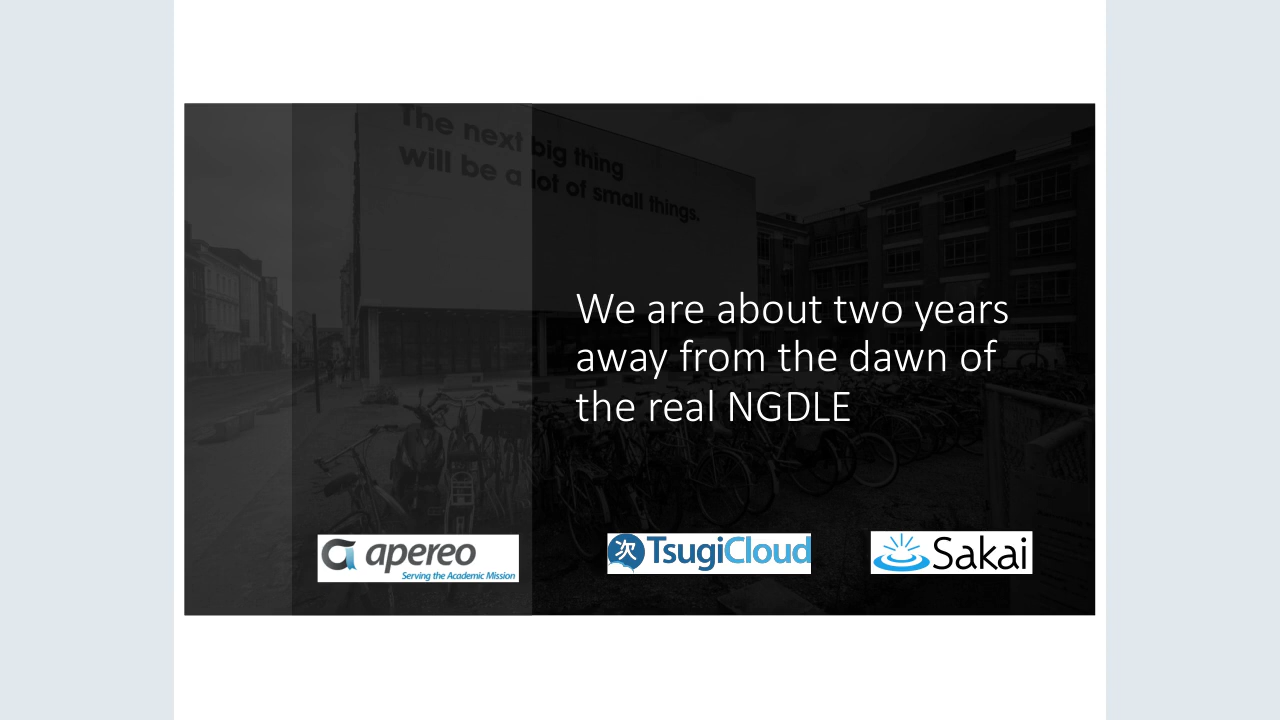 The next big thing
will be a lot of small things.
We are about two years
away from the dawn of
the real NGDLE
apereo
Serving the Academic Mission
次 TsugiCloud
Sakai